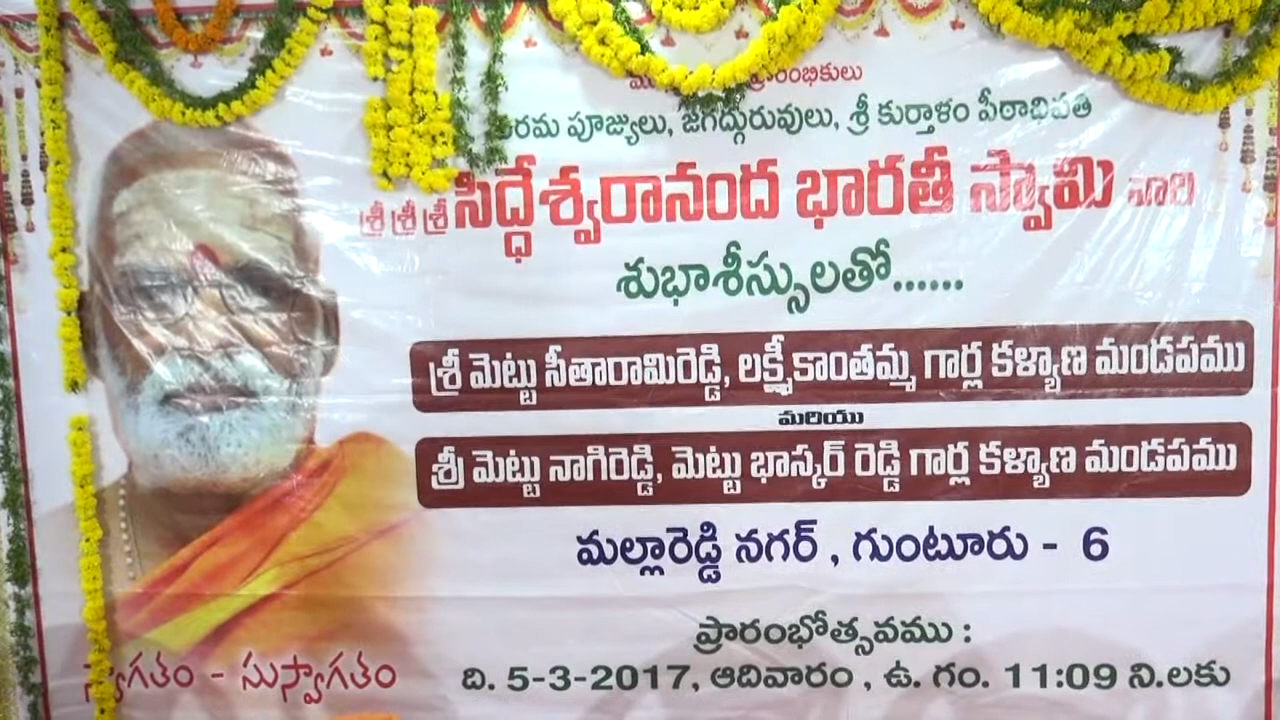 పూజ్యులు, జగద్గురువులు, శ్రీ కుర్తాళం పీఠాధిపతి
శ్రీ శ్రీ శ్రీ సిద్ధేశ్వరానంద భారతీ స్వామి వారి
శుభాశీస్సులతో......
శ్రీ మెట్టు సీతారామిరెడ్డి, లక్ష్మీకాంతమ్మ గార్ల కళ్యాణ మండపము
మరియు
శ్రీ మెట్టు నాగిరెడ్డి, మెట్టు భాస్కర్ రెడ్డి గార్ల కళ్యాణ మండపము
మల్లారెడ్డి నగర్ , గుంటూరు - 6
ప్రారంభోత్సవము :
ది. 5-3-2017, ఆదివారం , ఉ. గం. 11:09 ని.లకు
స్వాగతం - సుస్వాగతం